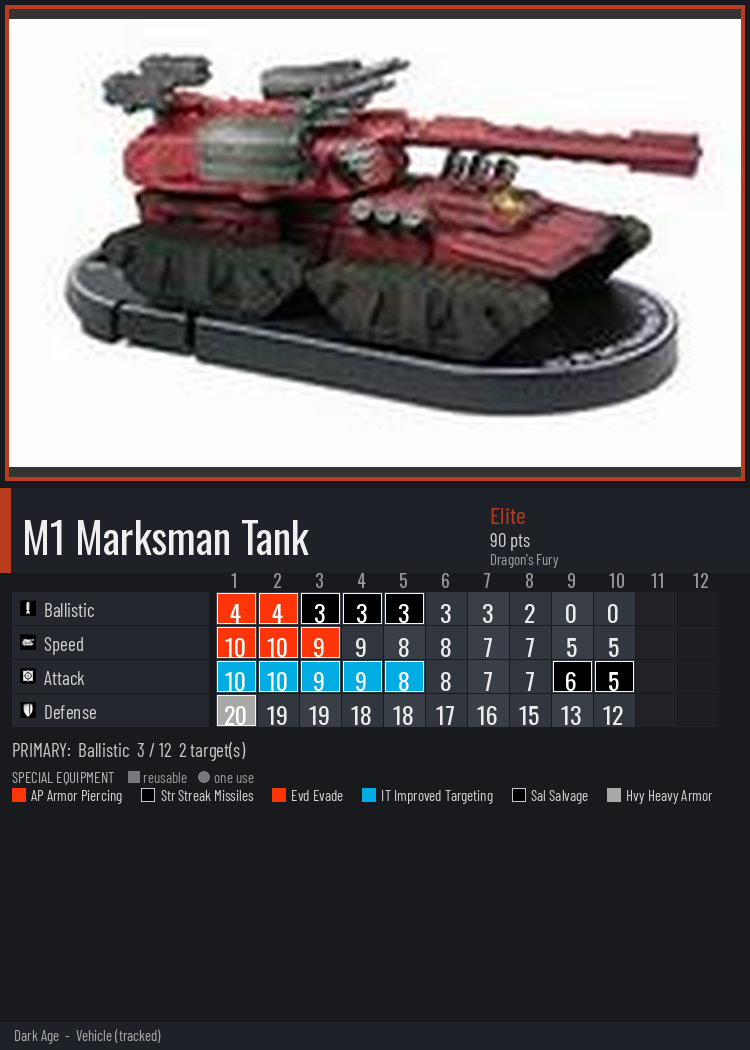 M1 Marksman Tank
Elite
90 pts
Dragon's Fury
1 2 3 4 5 6 7 8 9 10 11 12
Ballistic 4 4 3 3 3 3 3 2 0 0
Speed 10 10 9 9 8 8 7 7 5 5
Attack 10 10 9 9 8 8 7 7 6 5
Defense 20 19 19 18 18 17 16 15 13 12
PRIMARY: Ballistic 3 / 12 2 target(s)
SPECIAL EQUIPMENT reusable one use
AP Armor Piercing Str Streak Missiles Evd Evade IT Improved Targeting Sal Salvage Hvy Heavy Armor
Dark Age - Vehicle (tracked)